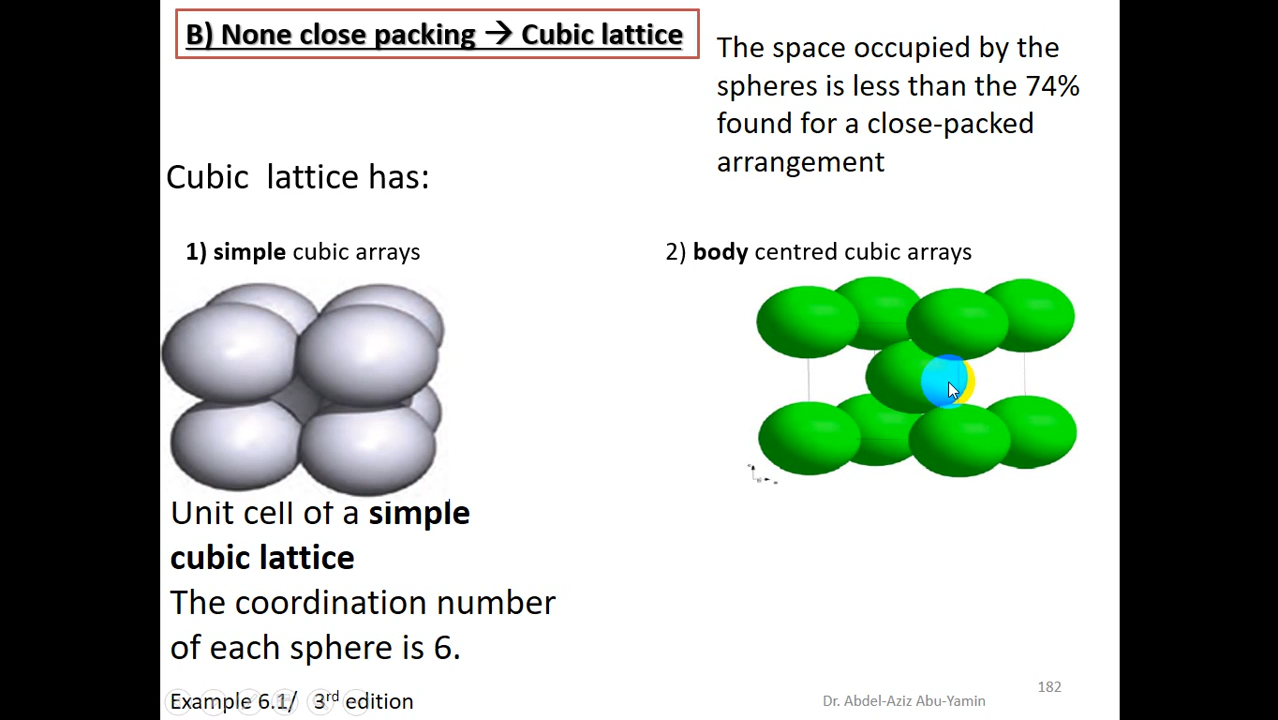 B) None close packing → Cubic lattice
The space occupied by the
spheres is less than the 74%
found for a close-packed
arrangement
Cubic lattice has:
1) simple cubic arrays
2) body centred cubic arrays
Unit cell of a simple
cubic lattice
The coordination number
of each sphere is 6.
Example 6.1/ 3rd edition
Dr. Abdel-Aziz Abu-Yamin
182